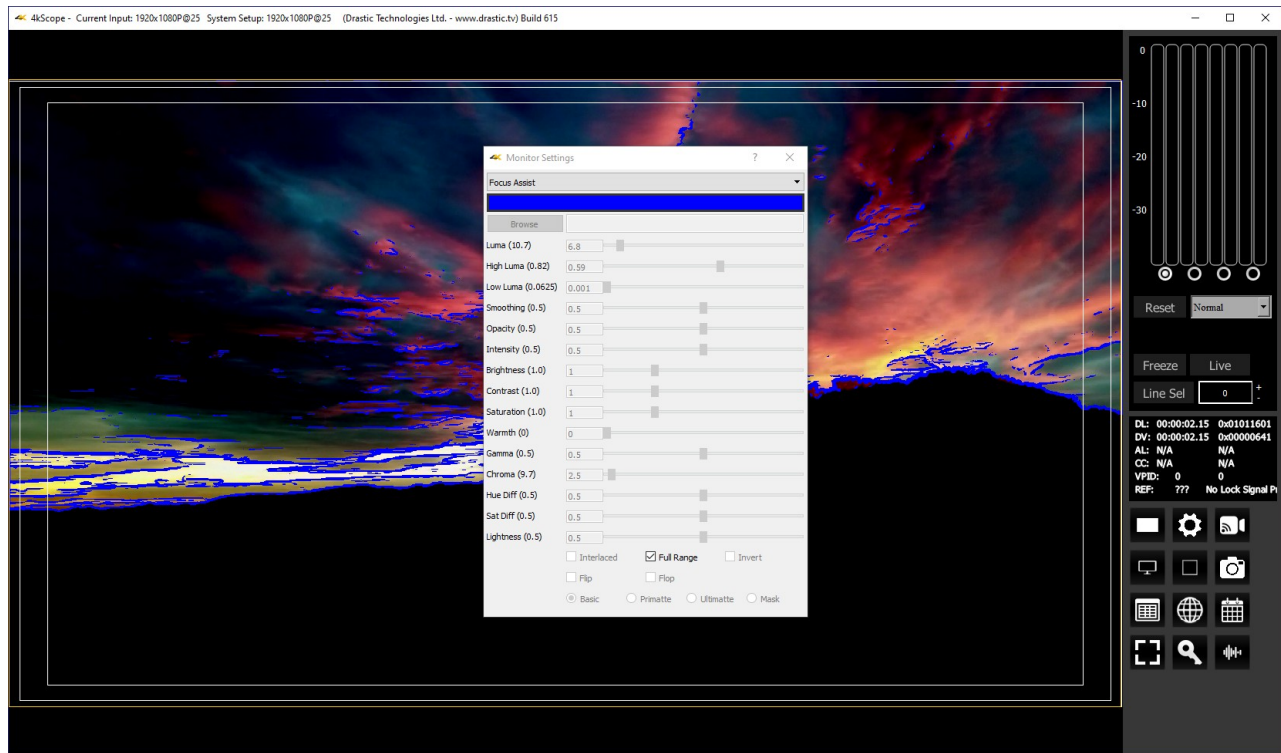 4kScope - Current Input: 1920x1080P@25 System Setup: 1920x1080P@25 (Drastic Technologies Ltd. - www.drastic.tv) Build 615
Monitor Settings
Focus Assist
Browse
Luma (10.7) 6.8
High Luma (0.82) 0.59
Low Luma (0.0625) 0.001
Smoothing (0.5) 0.5
Opacity (0.5) 0.5
Intensity (0.5) 0.5
Brightness (1.0) 1
Contrast (1.0) 1
Saturation (1.0) 1
Warmth (0) 0
Gamma (0.5) 0.5
Chroma (9.7) 2.5
Hue Diff (0.5) 0.5
Sat Diff (0.5) 0.5
Lightness (0.5) 0.5
Interlaced Full Range Invert
Flip Flop
Basic Primatte Ultimatte Mask
0
-10
-20
-30
Reset Normal
Freeze Live
Line Sel 0 + -
DL: 00:00:02.15 0x01011601
DV: 00:00:02.15 0x00000641
AL: N/A N/A
CC: N/A N/A
VPID: 0 0
REF: ??? No Lock Signal Pr